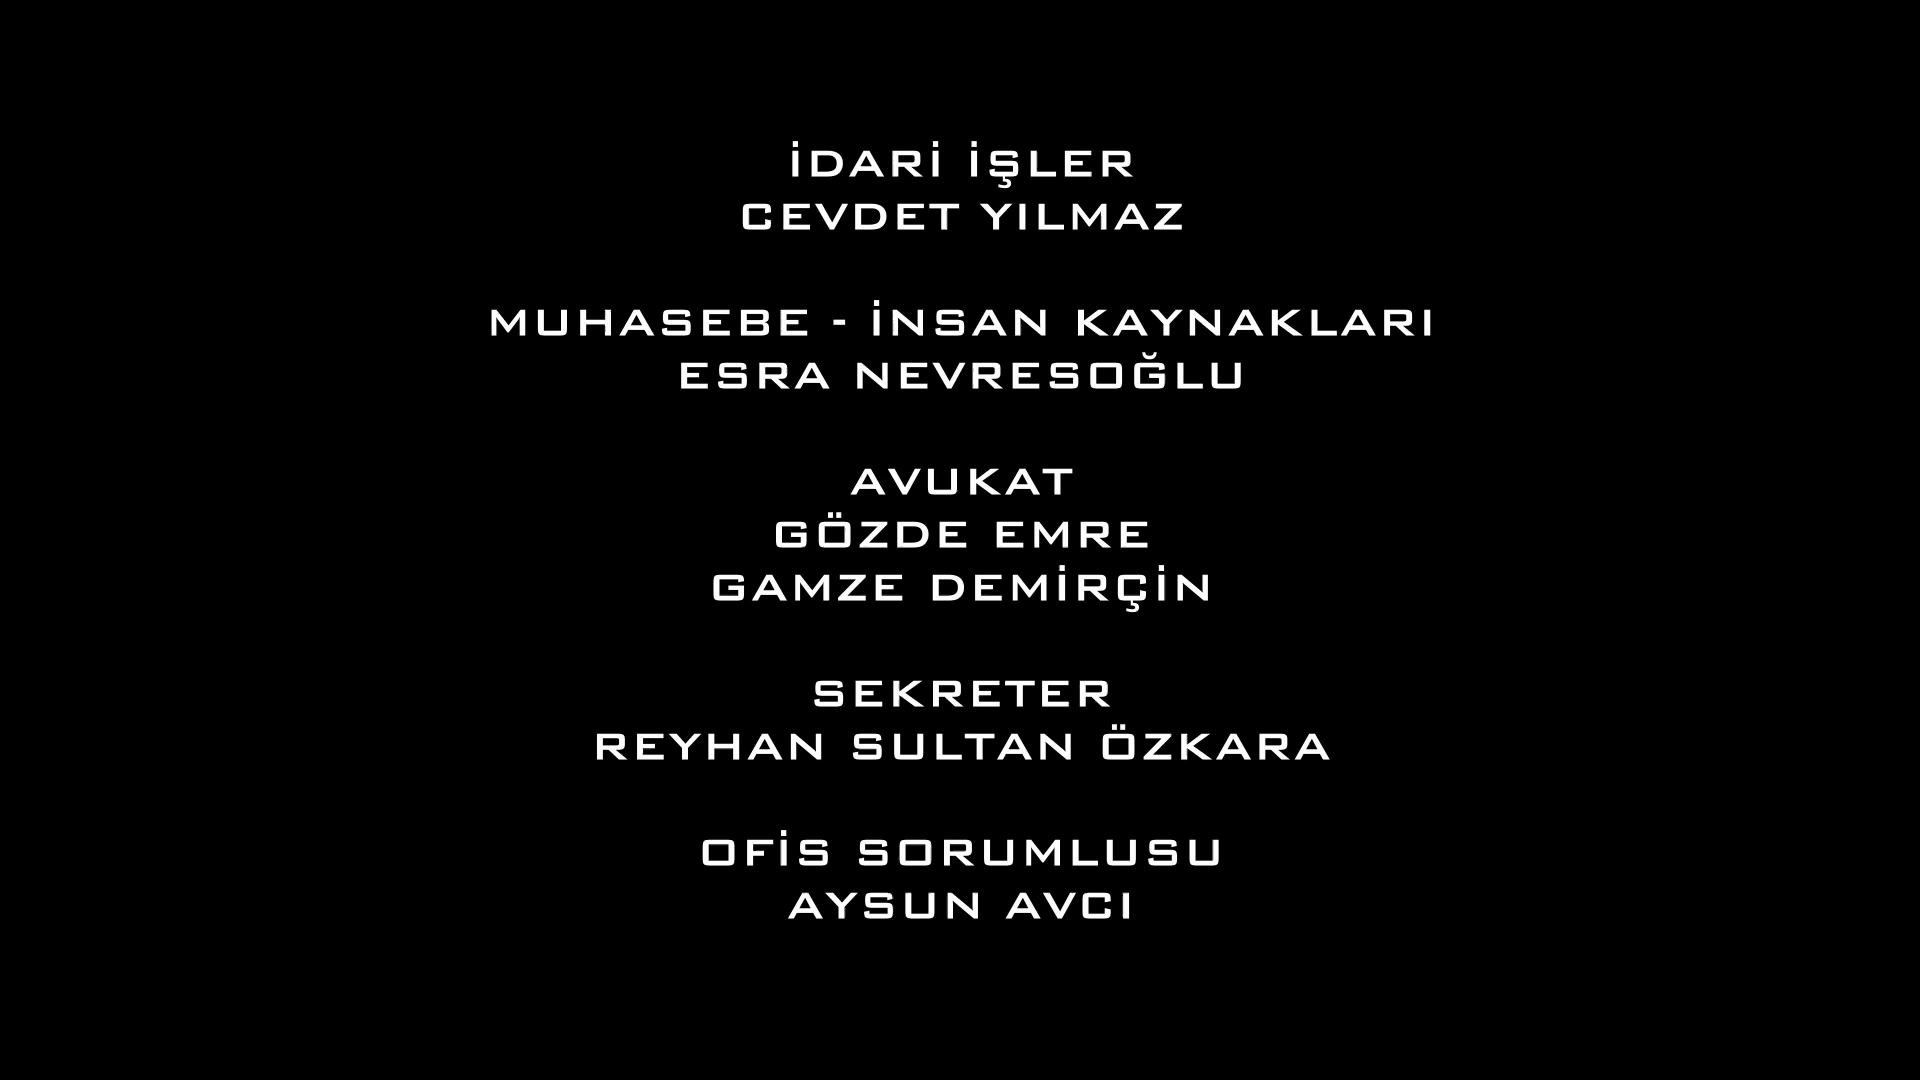 İDARİ İŞLER
CEVDET YILMAZ
MUHASEBE - İNSAN KAYNAKLARI
ESRA NEVRESOĞLU
AVUKAT
GÖZDE EMRE
GAMZE DEMİRÇİN
SEKRETER
REYHAN SULTAN ÖZKARA
OFİS SORUMLUSU
AYSUN AVCI